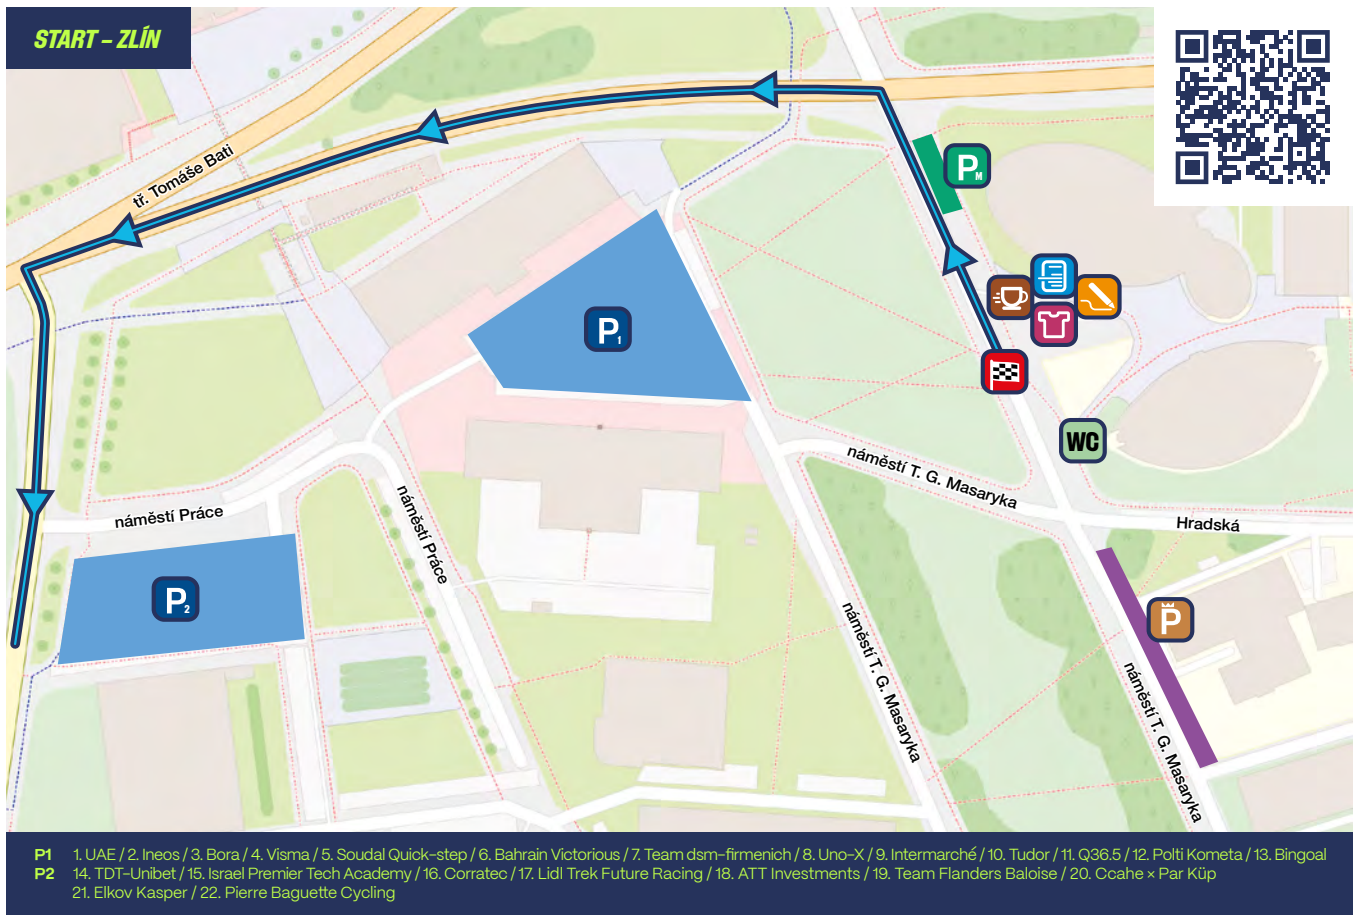 START – ZLÍN
tř. Tomáše Bati
PM
P1
WC
náměstí T. G. Masaryka
Hradská
náměstí Práce
náměstí Práce
P2
P
náměstí T. G. Masaryka
náměstí T. G. Masaryka
P1 1. UAE / 2. Ineos / 3. Bora / 4. Visma / 5. Soudal Quick-step / 6. Bahrain Victorious / 7. Team dsm-firmenich / 8. Uno-X / 9. Intermarché / 10. Tudor / 11. Q36.5 / 12. Polti Kometa / 13. Bingoal
P2 14. TDT-Unibet / 15. Israel Premier Tech Academy / 16. Corratec / 17. Lidl Trek Future Racing / 18. ATT Investments / 19. Team Flanders Baloise / 20. Ccahe × Par Küp
21. Elkov Kasper / 22. Pierre Baguette Cycling